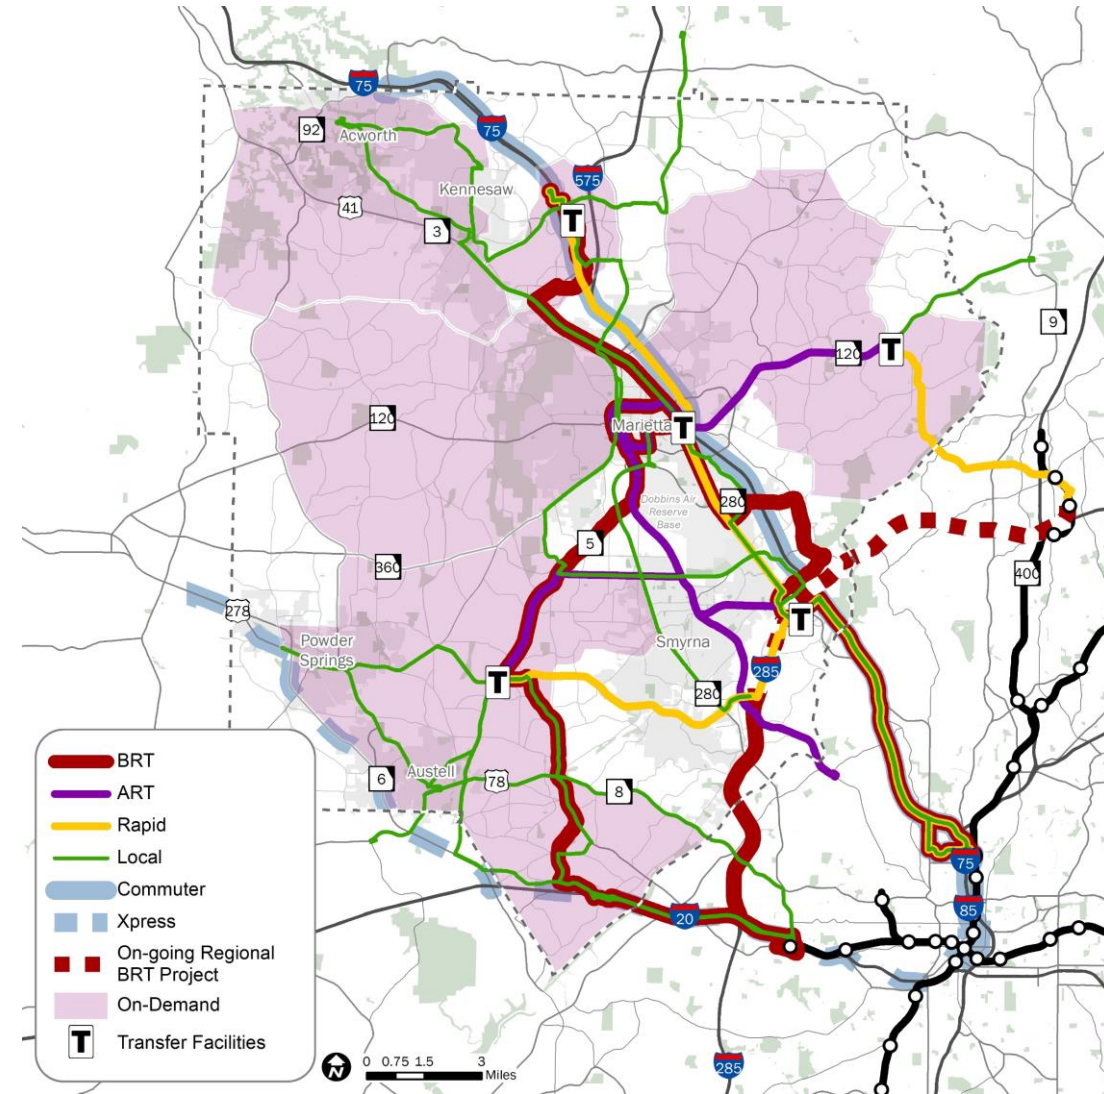 75
92
Acworth
75
Kennesaw
575
41
3
T
9
120
T
120
Marietta
T
280
Dobbins Air
Reserve
Base
5
360
400
278
Powder
Springs
Smyrna
T
285
T
280
Austell
6
78
8
75
85
20
285
BRT
ART
Rapid
Local
Commuter
Xpress
On-going Regional
BRT Project
On-Demand
T
Transfer Facilities
N
0 0.75 1.5 3
Miles